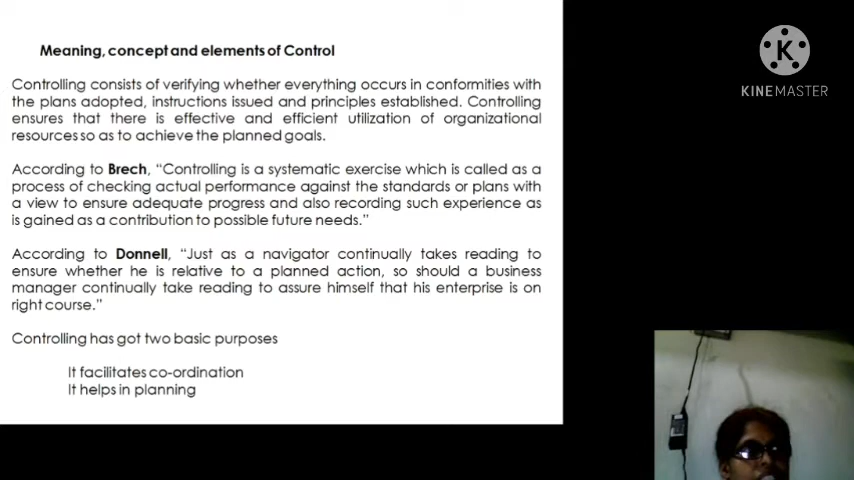 Meaning, concept and elements of Control
Controlling consists of verifying whether everything occurs in conformities with
the plans adopted, instructions issued and principles established. Controlling
ensures that there is effective and efficient utilization of organizational
resources so as to achieve the planned goals.
According to Brech, “Controlling is a systematic exercise which is called as a
process of checking actual performance against the standards or plans with
a view to ensure adequate progress and also recording such experience as
is gained as a contribution to possible future needs.”
According to Donnell, “Just as a navigator continually takes reading to
ensure whether he is relative to a planned action, so should a business
manager continually take reading to assure himself that his enterprise is on
right course.”
Controlling has got two basic purposes
It facilitates co-ordination
It helps in planning
K
KINEMASTER